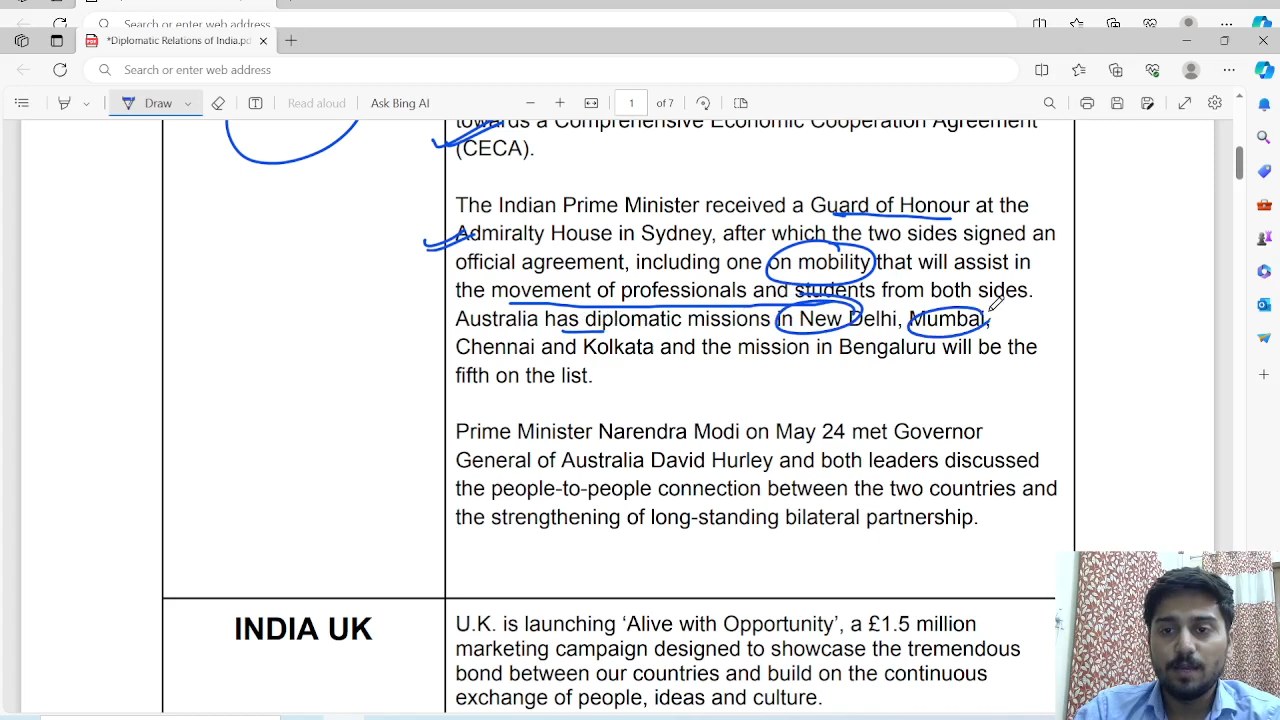 Search or enter web address
*Diplomatic Relations of India.pd
Search or enter web address
Draw
Read aloud
Ask Bing AI
1
of 7
towards a Comprehensive Economic Cooperation Agreement
(CECA).
The Indian Prime Minister received a Guard of Honour at the
Admiralty House in Sydney, after which the two sides signed an
official agreement, including one on mobility that will assist in
the movement of professionals and students from both sides.
Australia has diplomatic missions in New Delhi, Mumbai,
Chennai and Kolkata and the mission in Bengaluru will be the
fifth on the list.
Prime Minister Narendra Modi on May 24 met Governor
General of Australia David Hurley and both leaders discussed
the people-to-people connection between the two countries and
the strengthening of long-standing bilateral partnership.
INDIA UK
U.K. is launching ‘Alive with Opportunity’, a £1.5 million
marketing campaign designed to showcase the tremendous
bond between our countries and build on the continuous
exchange of people, ideas and culture.